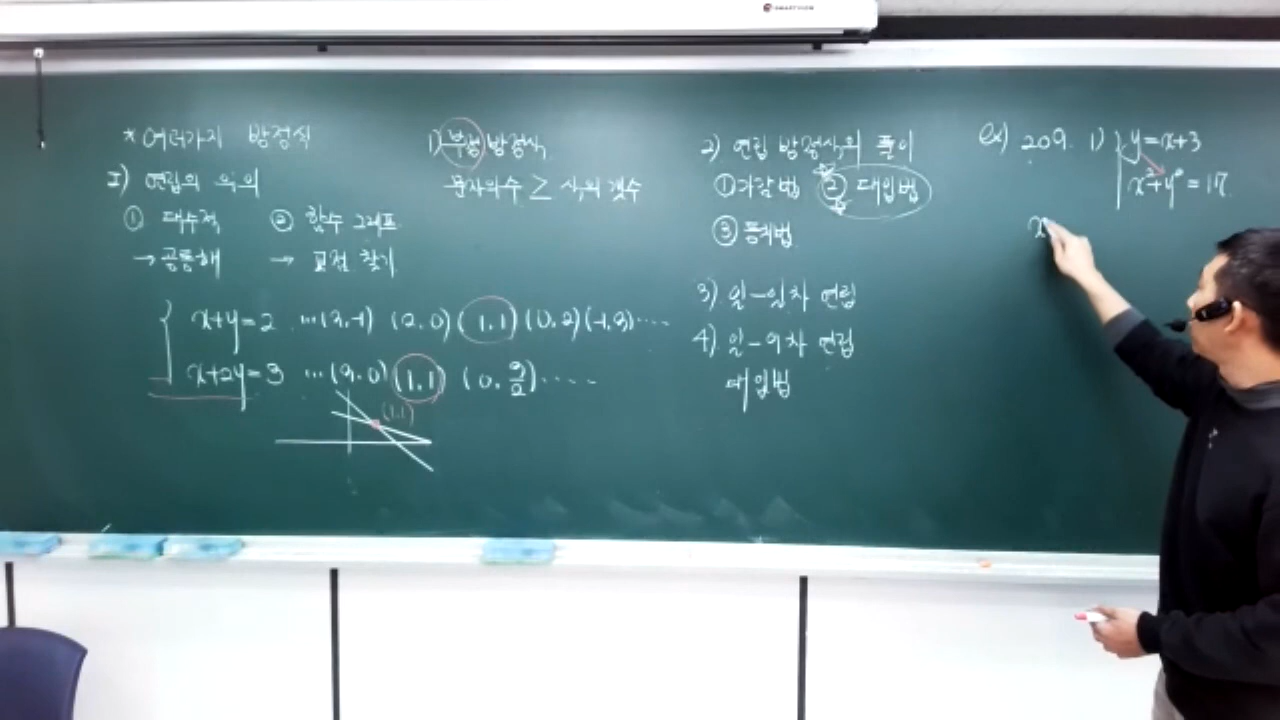 * 여러가지 방정식
I) 연립의 의의
① 대수적 ② 함수 그래프
→ 공통해 → 교점 찾기
x+y=2 ...(3,-1) (2,0) (1,1) (0,2) (-1,3)....
x+2y=3 ...(3,0) (1,1) (0,3/2)....
(1,1)
1) 부정방정식
문자의수 ≥ 식의 갯수
2) 연립 방정식의 풀이
①가감법 ② 대입법
③ 등치법
3) 일-일차 연립
4) 일-이차 연립
대입법
ex) 209. 1) y=x+3
x²+y²=17
x